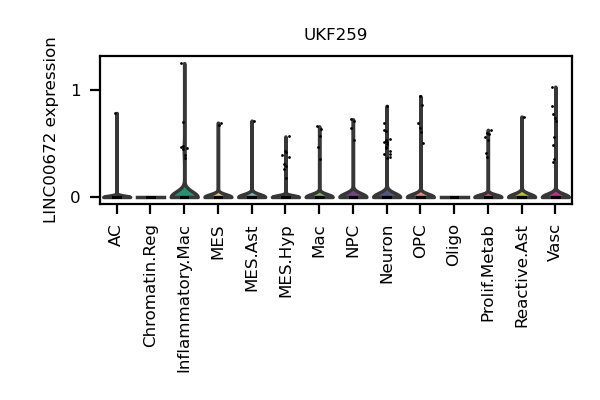 UKF259
LINC00672 expression
1
0
AC
Chromatin.Reg
Inflammatory.Mac
MES
MES.Ast
MES.Hyp
Mac
NPC
Neuron
OPC
Oligo
Prolif.Metab
Reactive.Ast
Vasc